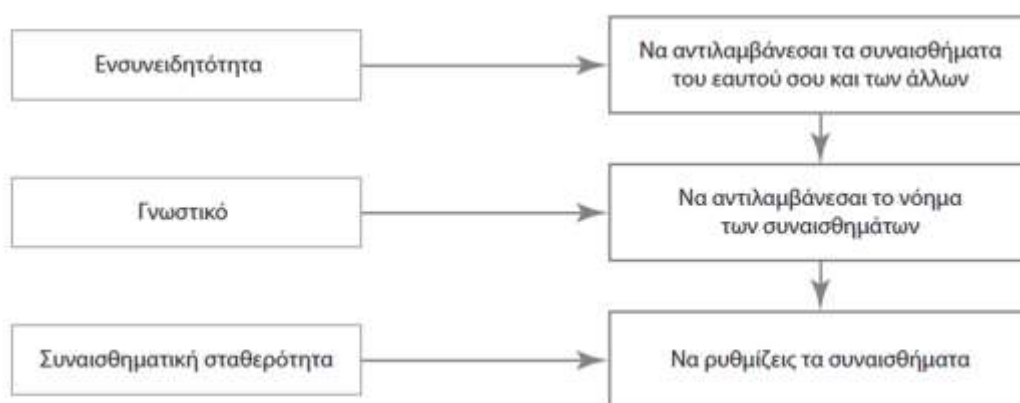 Ενσυνειδητότητα
Να αντιλαμβάνεσαι τα συναισθήματα
του εαυτού σου και των άλλων
Γνωστικό
Να αντιλαμβάνεσαι το νόημα
των συναισθημάτων
Συναισθηματική σταθερότητα
Να ρυθμίζεις τα συναισθήματα